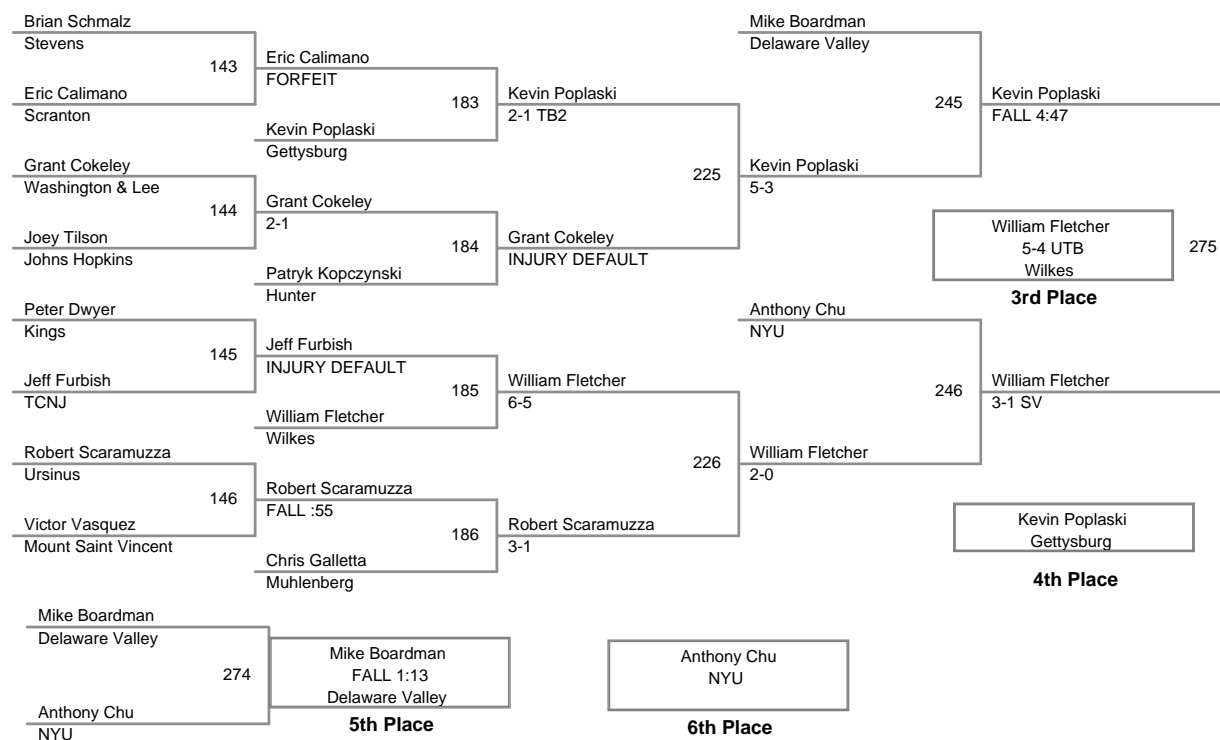 Brian Schmalz
Stevens
143
Eric Calimano
Scranton
Eric Calimano
FORFEIT
183
Kevin Poplaski
Gettysburg
Kevin Poplaski
2-1 TB2
Grant Cokeley
Washington & Lee
144
Joey Tilson
Johns Hopkins
Grant Cokeley
2-1
184
Patryk Kopczynski
Hunter
Grant Cokeley
INJURY DEFAULT
225
Kevin Poplaski
5-3
Mike Boardman
Delaware Valley
245
Kevin Poplaski
FALL 4:47
William Fletcher
5-4 UTB
Wilkes
275
3rd Place
Peter Dwyer
Kings
145
Jeff Furbish
TCNJ
Jeff Furbish
INJURY DEFAULT
185
William Fletcher
Wilkes
William Fletcher
6-5
Robert Scaramuzza
Ursinus
146
Victor Vasquez
Mount Saint Vincent
Robert Scaramuzza
FALL :55
186
Chris Galletta
Muhlenberg
Robert Scaramuzza
3-1
226
William Fletcher
2-0
Anthony Chu
NYU
246
William Fletcher
3-1 SV
Kevin Poplaski
Gettysburg
4th Place
Mike Boardman
Delaware Valley
274
Anthony Chu
NYU
Mike Boardman
FALL 1:13
Delaware Valley
5th Place
Anthony Chu
NYU
6th Place